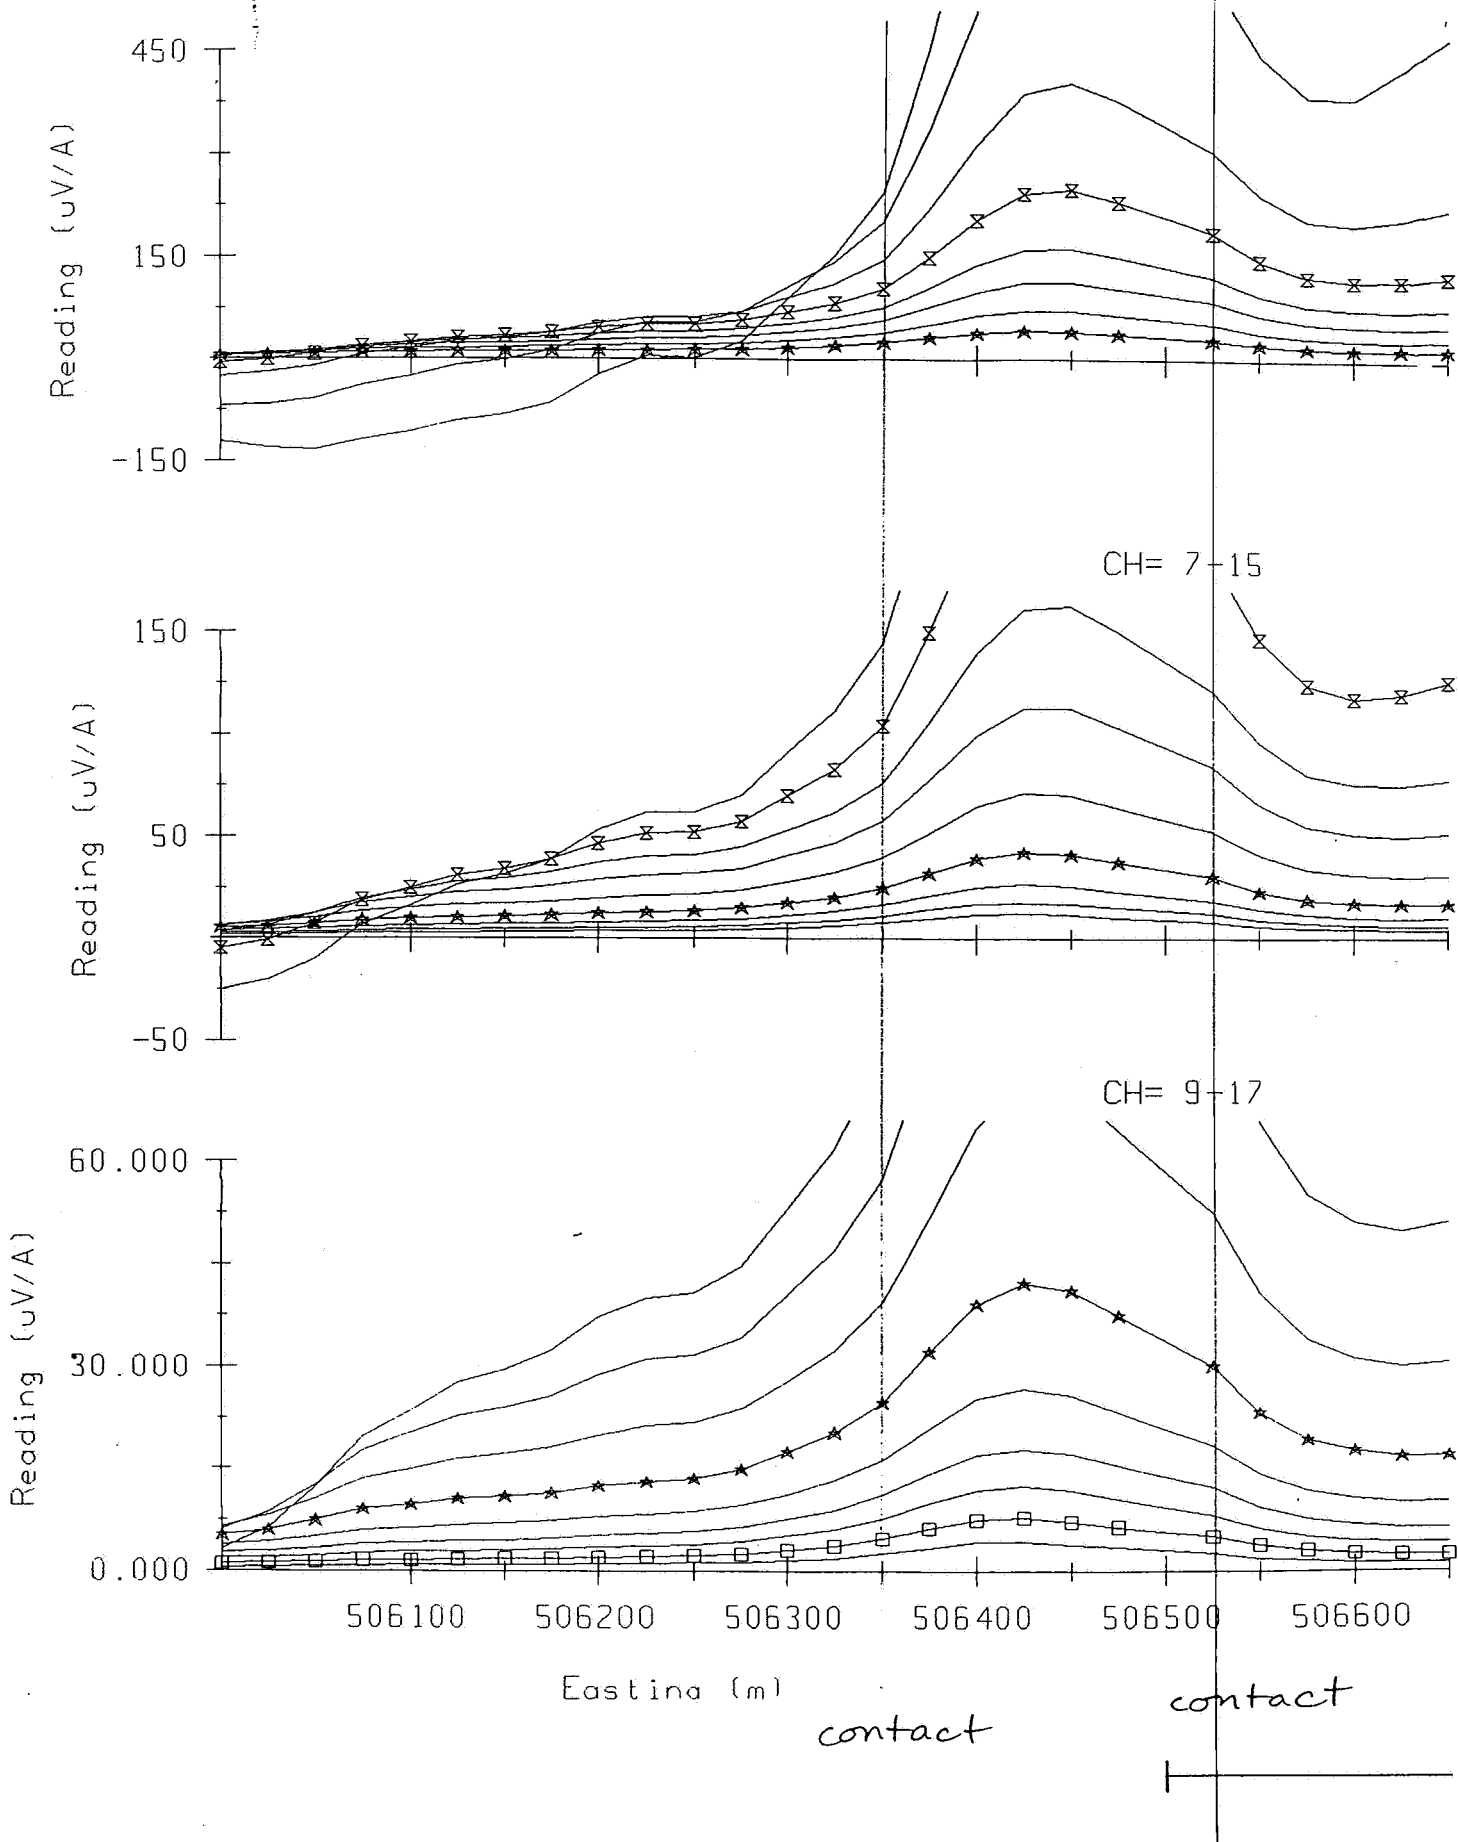 450
150
-150
Reading (uV/A)
CH= 7-15
150
50
-50
Reading (uV/A)
CH= 9-17
60.000
30.000
0.000
Reading (uV/A)
506100 506200 506300 506400 506500 506600
Easting (m)
contact
contact